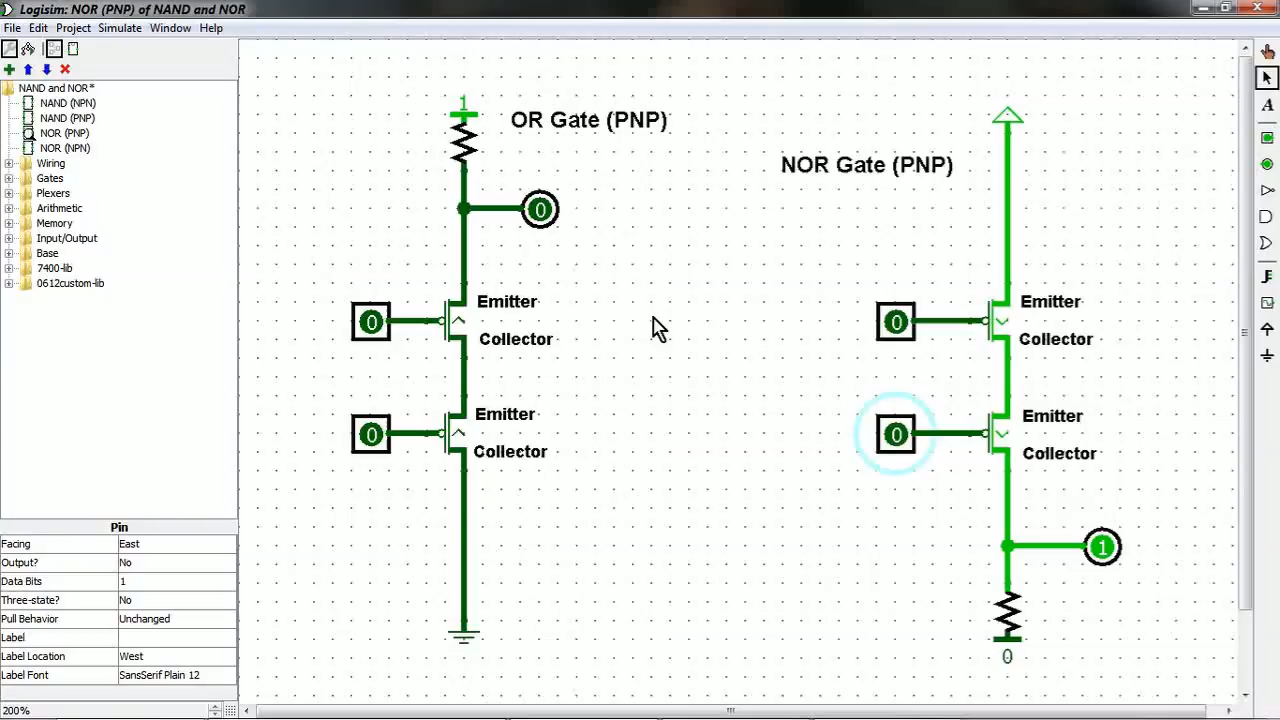 Logisim: NOR (PNP) of NAND and NOR
File Edit Project Simulate Window Help
NAND and NOR*
NAND (NPN)
NAND (PNP)
NOR (PNP)
NOR (NPN)
Wiring
Gates
Plexers
Arithmetic
Memory
Input/Output
Base
7400-lib
0612custom-lib
Pin
Facing East
Output? No
Data Bits 1
Three-state? No
Pull Behavior Unchanged
Label
Label Location West
Label Font SansSerif Plain 12
200%
1
OR Gate (PNP)
0
0
Emitter
Collector
0
Emitter
Collector
NOR Gate (PNP)
0
Emitter
Collector
0
Emitter
Collector
1
0
A